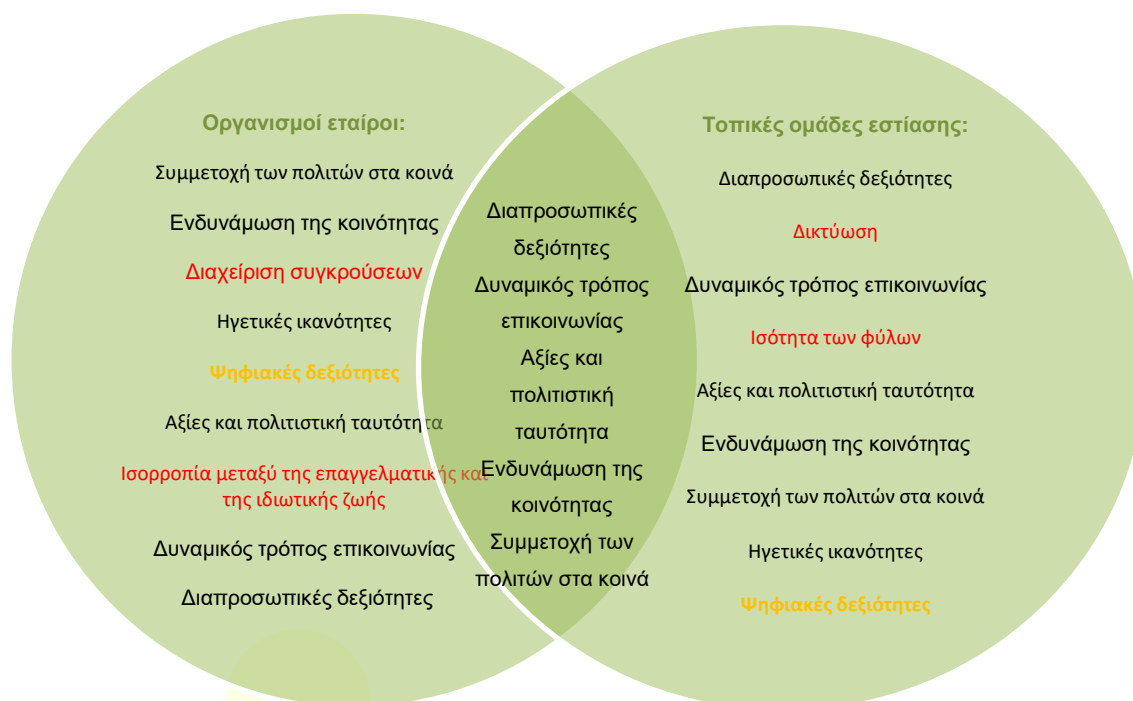 Οργανισμοί εταίροι:
Συμμετοχή των πολιτών στα κοινά
Ενδυνάμωση της κοινότητας
Διαχείριση συγκρούσεων
Ηγετικές ικανότητες
Ψηφιακές δεξιότητες
Αξίες και πολιτιστική ταυτότητα
Ισορροπία μεταξύ της επαγγελματικής και
της ιδιωτικής ζωής
Δυναμικός τρόπος επικοινωνίας
Διαπροσωπικές δεξιότητες
Διαπροσωπικές
δεξιότητες
Δυναμικός τρόπος
επικοινωνίας
Αξίες και
πολιτιστική
ταυτότητα
Ενδυνάμωση της
κοινότητας
Συμμετοχή των
πολιτών στα κοινά
Τοπικές ομάδες εστίασης:
Διαπροσωπικές δεξιότητες
Δικτύωση
Δυναμικός τρόπος επικοινωνίας
Ισότητα των φύλων
Αξίες και πολιτιστική ταυτότητα
Ενδυνάμωση της κοινότητας
Συμμετοχή των πολιτών στα κοινά
Ηγετικές ικανότητες
Ψηφιακές δεξιότητες